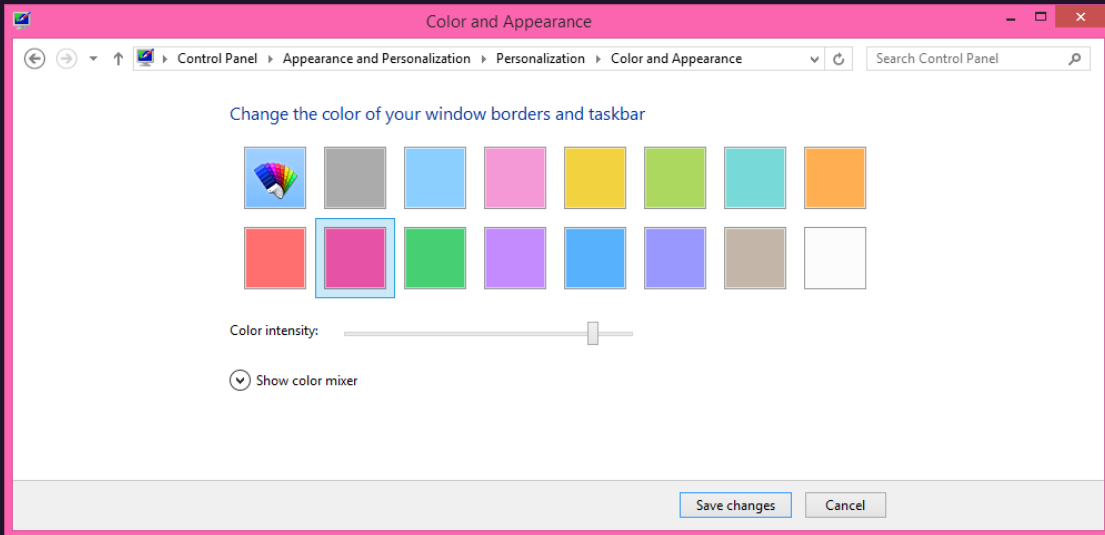 Color and Appearance
Control Panel Appearance and Personalization Personalization Color and Appearance
Search Control Panel
Change the color of your window borders and taskbar
Color intensity:
Show color mixer
Save changes Cancel